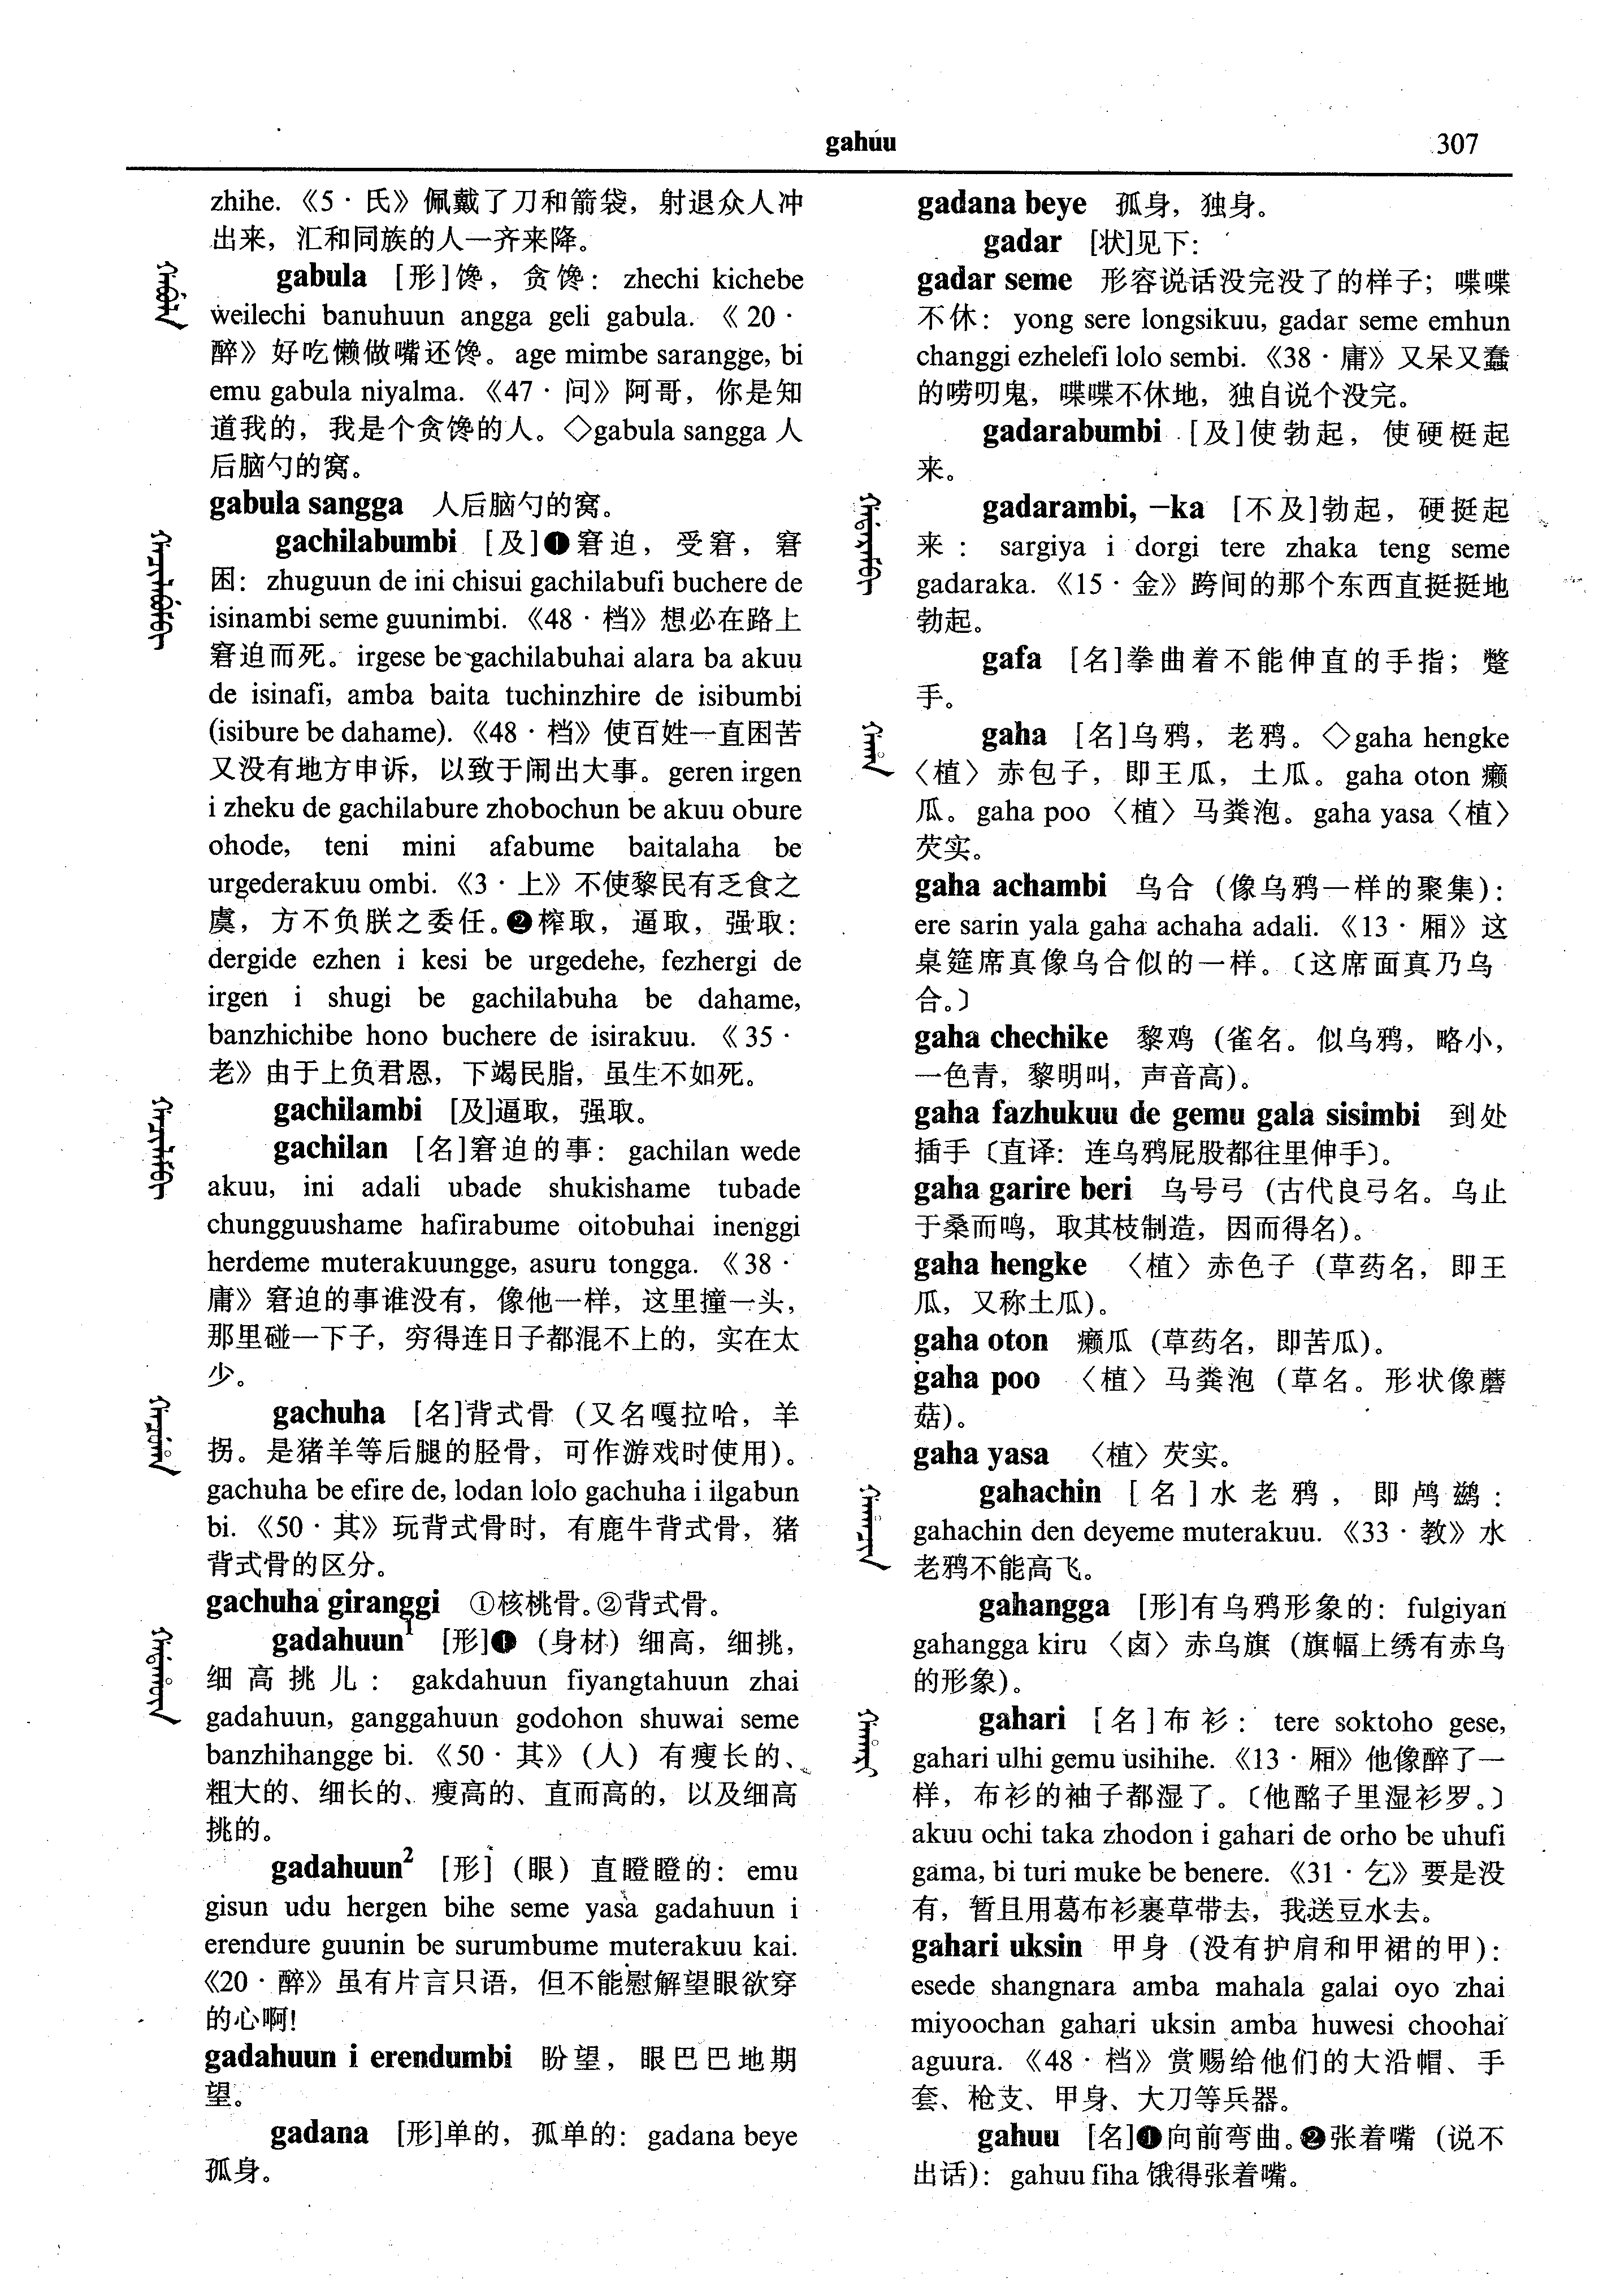 gahuu
307
zhihe. 《5 · 氏》佩戴了刀和箭袋，射退众人冲
出来，汇和同族的人一齐来降。
gabula [形]馋，贪馋：zhechi kichebe
weilechi banuhuun angga geli gabula. 《20 ·
醉》好吃懒做嘴还馋。age mimbe sarangge, bi
emu gabula niyalma. 《47 · 问》阿哥，你是知
道我的，我是个贪馋的人。◇gabula sangga 人
后脑勺的窝。
gabula sangga 人后脑勺的窝。
gachilabumbi [及]❶窘迫，受窘，窘
困：zhuguun de ini chisui gachilabufi buchere de
isinambi seme guunimbi. 《48 · 档》想必在路上
窘迫而死。irgese be gachilabuhai alara ba akuu
de isinafi, amba baita tuchinzhire de isibumbi
(isibure be dahame). 《48 · 档》使百姓一直困苦
又没有地方申诉，以致于闹出大事。geren irgen
i zheku de gachilabure zhobochun be akuu obure
ohode, teni mini afabume baitalaha be
urgederakuu ombi. 《3 · 上》不使黎民有乏食之
虞，方不负朕之委任。❷榨取，逼取，强取：
dergide ezhen i kesi be urgedehe, fezhergi de
irgen i shugi be gachilabuha be dahame,
banzhichibe hono buchere de isirakuu. 《35 ·
老》由于上负君恩，下竭民脂，虽生不如死。
gachilambi [及]逼取，强取。
gachilan [名]窘迫的事：gachilan wede
akuu, ini adali ubade shukishame tubade
chungguushame hafirabume oitobuhai inenggi
herdeme muterakuungge, asuru tongga. 《38 ·
庸》窘迫的事谁没有，像他一样，这里撞一头，
那里碰一下子，穷得连日子都混不上的，实在太
少。
gachuha [名]背式骨（又名嘎拉哈，羊
拐。是猪羊等后腿的胫骨，可作游戏时使用）。
gachuha be efire de, lodan lolo gachuha i ilgabun
bi. 《50 · 其》玩背式骨时，有鹿牛背式骨，猪
背式骨的区分。
gachuha giranggi ①核桃骨。②背式骨。
gadahuun¹ [形]❶（身材）细高，细挑，
细高挑儿：gakdahuun fiyangtahuun zhai
gadahuun, ganggahuun godohon shuwai seme
banzhihangge bi. 《50 · 其》（人）有瘦长的、
粗大的、细长的、瘦高的、直而高的，以及细高
挑的。
gadahuun² [形]（眼）直瞪瞪的：emu
gisun udu hergen bihe seme yasa gadahuun i
erendure guunin be surumbume muterakuu kai.
《20 · 醉》虽有片言只语，但不能慰解望眼欲穿
的心啊！
gadahuun i erendumbi 盼望，眼巴巴地期
望。
gadana [形]单的，孤单的：gadana beye
孤身。
gadana beye 孤身，独身。
gadar [状]见下：
gadar seme 形容说话没完没了的样子；喋喋
不休：yong sere longsikuu, gadar seme emhun
changgi ezhelefi lolo sembi. 《38 · 庸》又呆又蠢
的唠叨鬼，喋喋不休地，独自说个没完。
gadarabumbi [及]使勃起，使硬梃起
来。
gadarambi, −ka [不及]勃起，硬挺起
来：sargiya i dorgi tere zhaka teng seme
gadaraka. 《15 · 金》跨间的那个东西直挺挺地
勃起。
gafa [名]拳曲着不能伸直的手指；蹩
手。
gaha [名]乌鸦，老鸦。◇gaha hengke
〈植〉赤包子，即王瓜，土瓜。gaha oton 癞
瓜。gaha poo 〈植〉马粪泡。gaha yasa〈植〉
芡实。
gaha achambi 乌合（像乌鸦一样的聚集）：
ere sarin yala gaha achaha adali. 《13 · 厢》这
桌筵席真像乌合似的一样。〔这席面真乃乌
合。〕
gaha chechike 黎鸡（雀名。似乌鸦，略小，
一色青，黎明叫，声音高）。
gaha fazhukuu de gemu gala sisimbi 到处
插手〔直译：连乌鸦屁股都往里伸手〕。
gaha garire beri 乌号弓（古代良弓名。乌止
于桑而鸣，取其枝制造，因而得名）。
gaha hengke 〈植〉赤色子（草药名，即王
瓜，又称土瓜）。
gaha oton 癞瓜（草药名，即苦瓜）。
gaha poo 〈植〉马粪泡（草名。形状像蘑
菇）。
gaha yasa 〈植〉芡实。
gahachin [名]水老鸦，即鸬鹚：
gahachin den deyeme muterakuu. 《33 · 教》水
老鸦不能高飞。
gahangga [形]有乌鸦形象的：fulgiyan
gahangga kiru 〈卤〉赤乌旗（旗幅上绣有赤乌
的形象）。
gahari [名]布衫：tere soktoho gese,
gahari ulhi gemu usihihe. 《13 · 厢》他像醉了一
样，布衫的袖子都湿了。〔他酩子里湿衫罗。〕
akuu ochi taka zhodon i gahari de orho be uhufi
gama, bi turi muke be benere. 《31 · 乞》要是没
有，暂且用葛布衫裹草带去，我送豆水去。
gahari uksin 甲身（没有护肩和甲裙的甲）：
esede shangnara amba mahala galai oyo zhai
miyoochan gahari uksin amba huwesi choohai
aguura. 《48 · 档》赏赐给他们的大沿帽、手
套、枪支、甲身、大刀等兵器。
gahuu [名]❶向前弯曲。❷张着嘴（说不
出话）：gahuu fiha 饿得张着嘴。